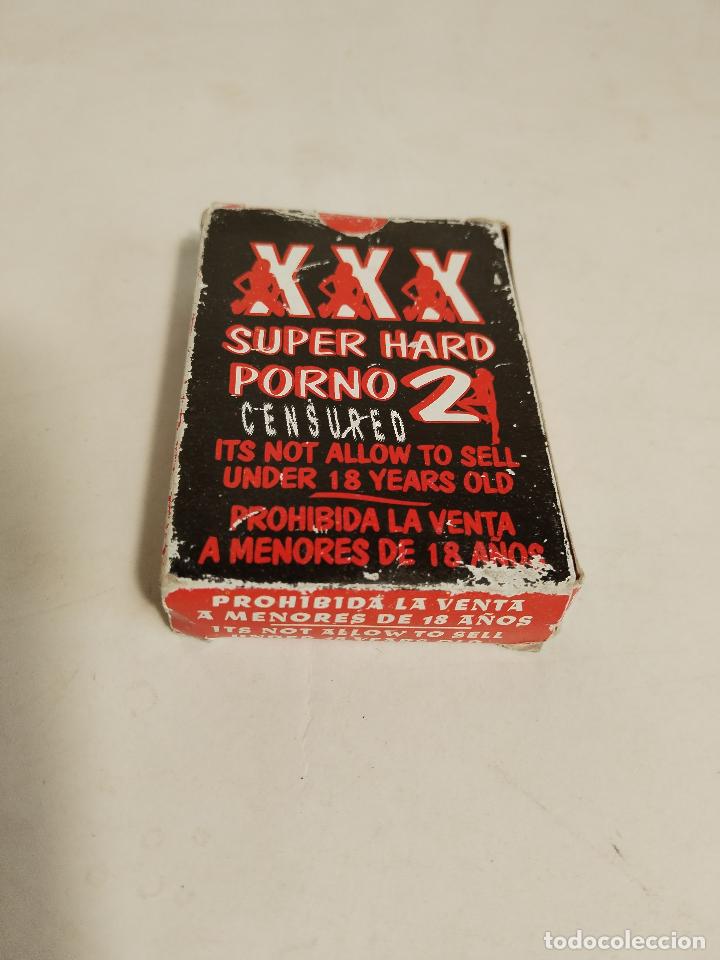 XXX
SUPER HARD
PORNO 2
CENSURED
ITS NOT ALLOW TO SELL
UNDER 18 YEARS OLD
PROHIBIDA LA VENTA
A MENORES DE 18 AÑOS
PROHIBIDA LA VENTA
A MENORES DE 18 AÑOS
ITS NOT ALLOW TO SELL
todocoleccion